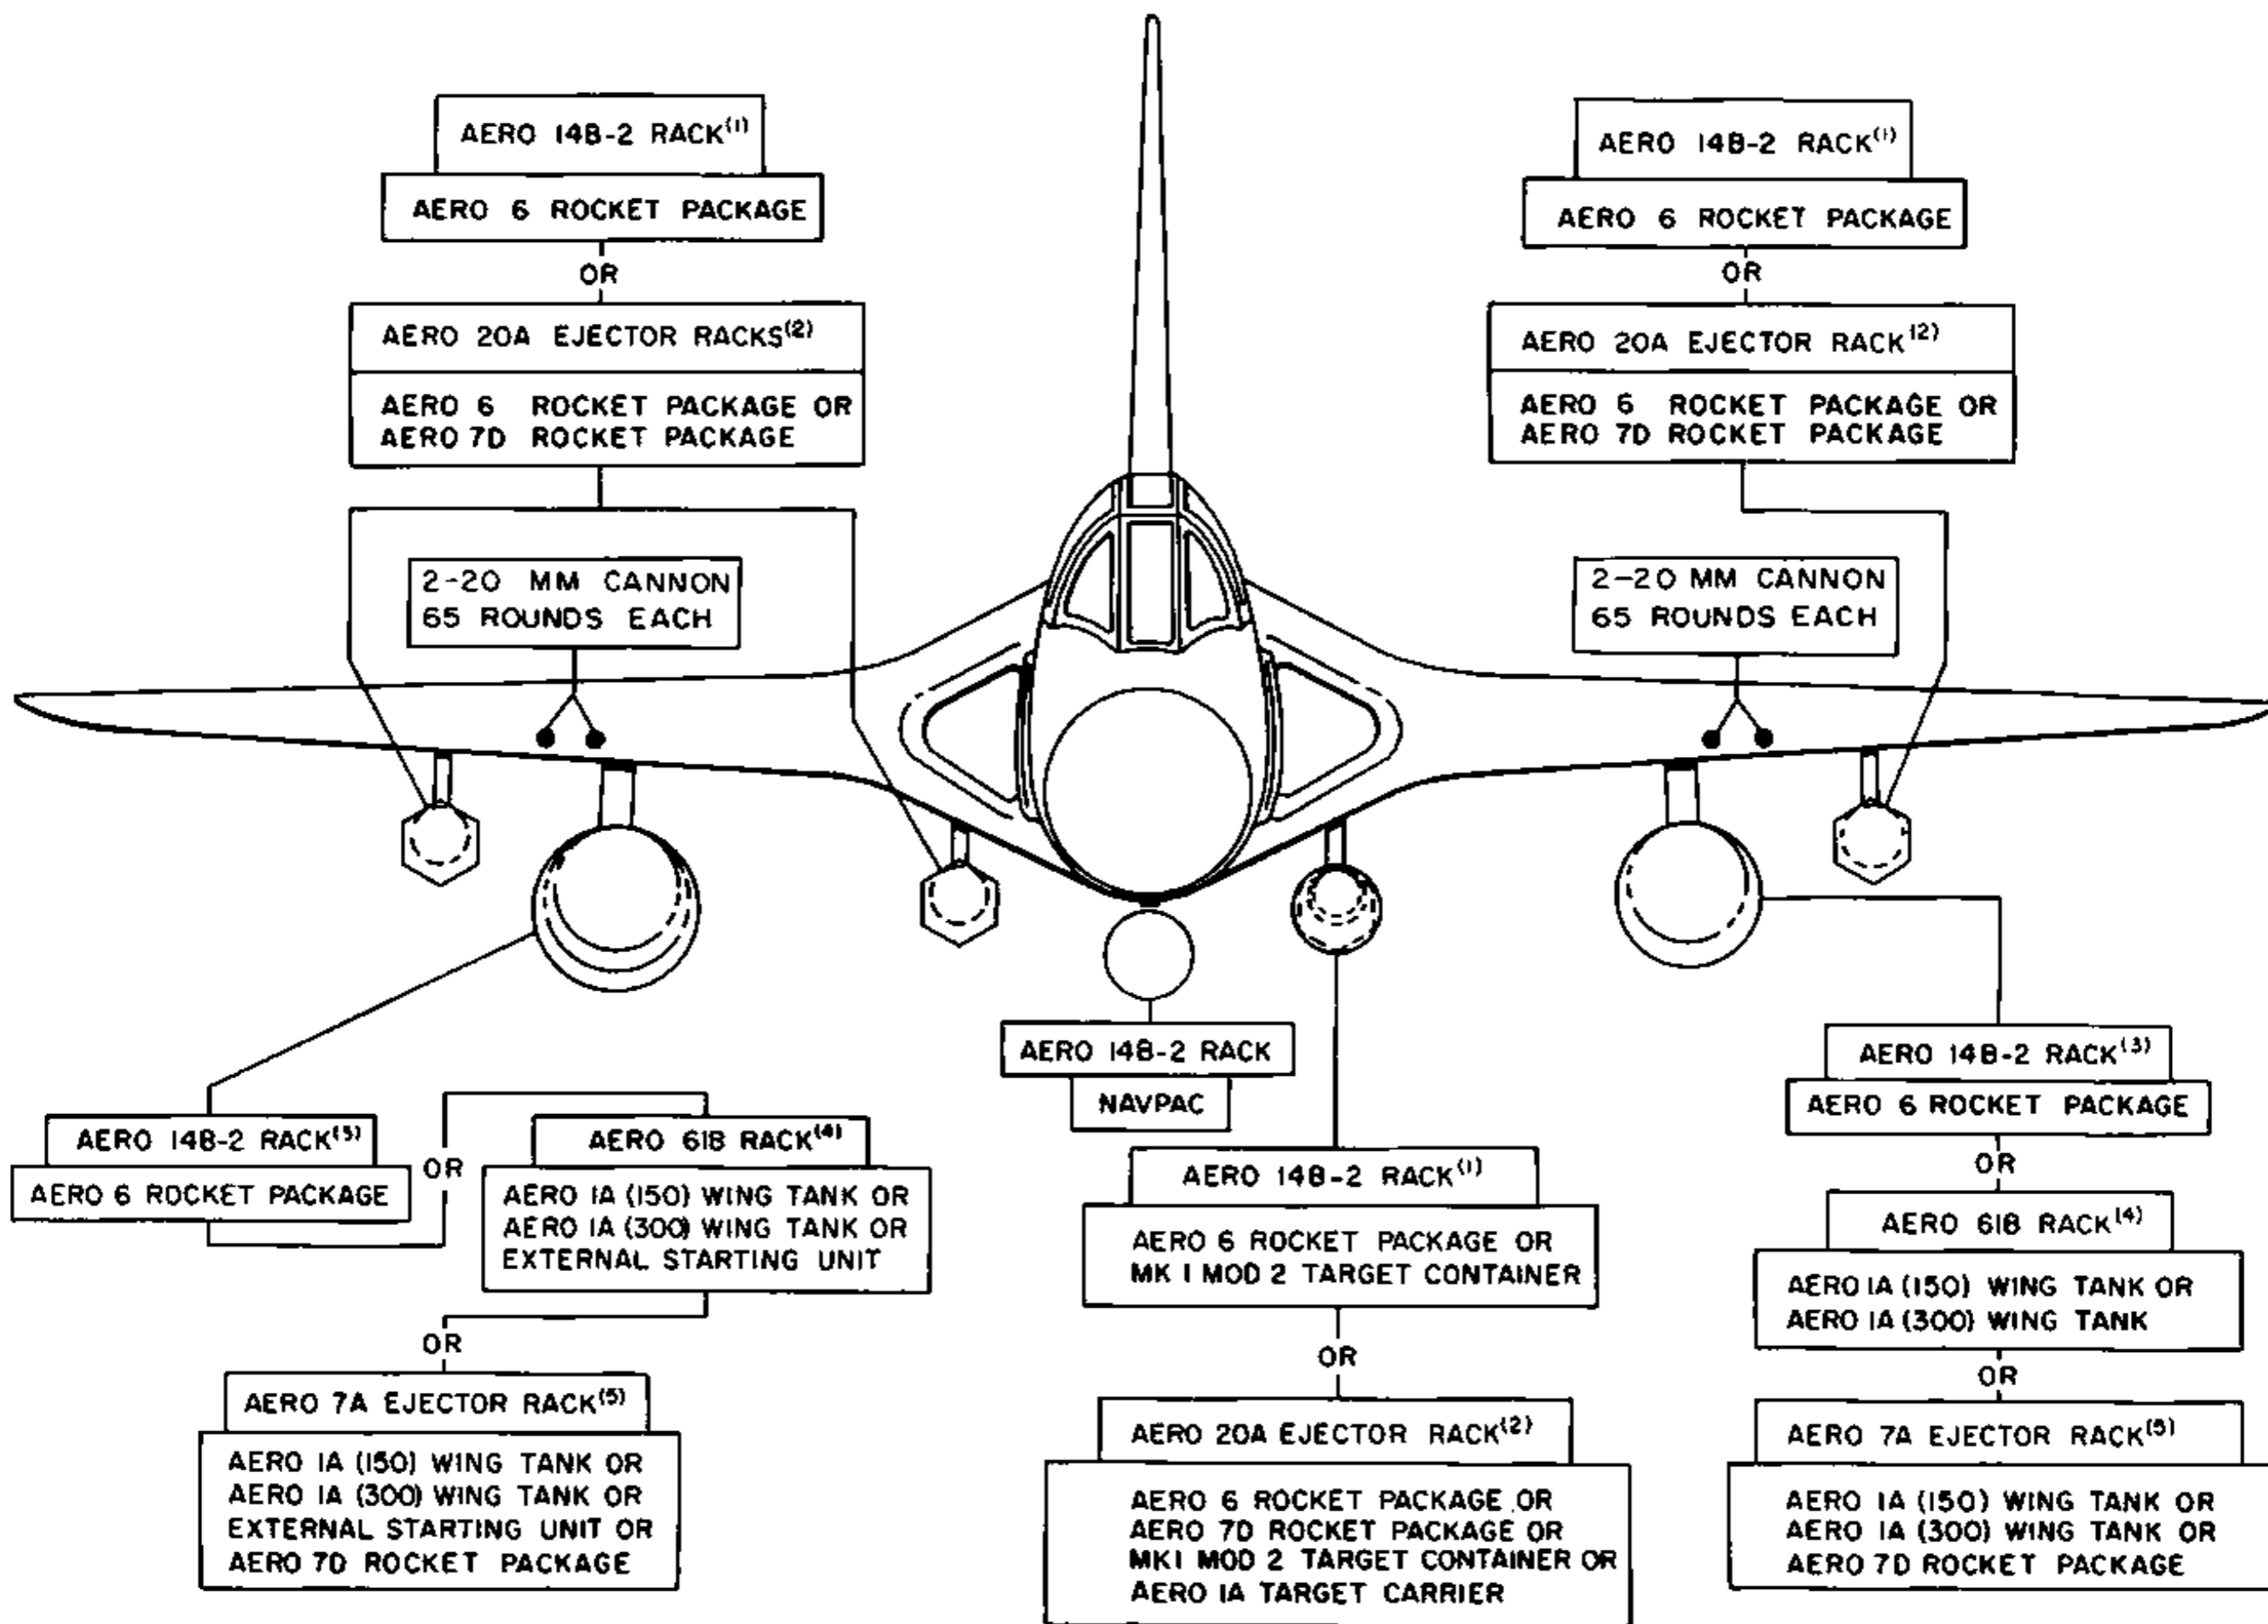 AERO 14B-2 RACK(1)
AERO 6 ROCKET PACKAGE
OR
AERO 20A EJECTOR RACKS(2)
AERO 6 ROCKET PACKAGE OR
AERO 7D ROCKET PACKAGE
2-20 MM CANNON
65 ROUNDS EACH
AERO 14B-2 RACK(1)
AERO 6 ROCKET PACKAGE
OR
AERO 20A EJECTOR RACK(2)
AERO 6 ROCKET PACKAGE OR
AERO 7D ROCKET PACKAGE
2-20 MM CANNON
65 ROUNDS EACH
AERO 14B-2 RACK(3)
AERO 6 ROCKET PACKAGE
OR
AERO 61B RACK(4)
AERO 1A (150) WING TANK OR
AERO 1A (300) WING TANK OR
EXTERNAL STARTING UNIT
OR
AERO 7A EJECTOR RACK(5)
AERO 1A (150) WING TANK OR
AERO 1A (300) WING TANK OR
EXTERNAL STARTING UNIT OR
AERO 7D ROCKET PACKAGE
AERO 14B-2 RACK
NAVPAC
AERO 14B-2 RACK(1)
AERO 6 ROCKET PACKAGE OR
MK 1 MOD 2 TARGET CONTAINER
OR
AERO 20A EJECTOR RACK(2)
AERO 6 ROCKET PACKAGE OR
AERO 7D ROCKET PACKAGE OR
MK1 MOD 2 TARGET CONTAINER OR
AERO 1A TARGET CARRIER
AERO 14B-2 RACK(3)
AERO 6 ROCKET PACKAGE
OR
AERO 61B RACK(4)
AERO 1A (150) WING TANK OR
AERO 1A (300) WING TANK
OR
AERO 7A EJECTOR RACK(5)
AERO 1A (150) WING TANK OR
AERO 1A (300) WING TANK OR
AERO 7D ROCKET PACKAGE